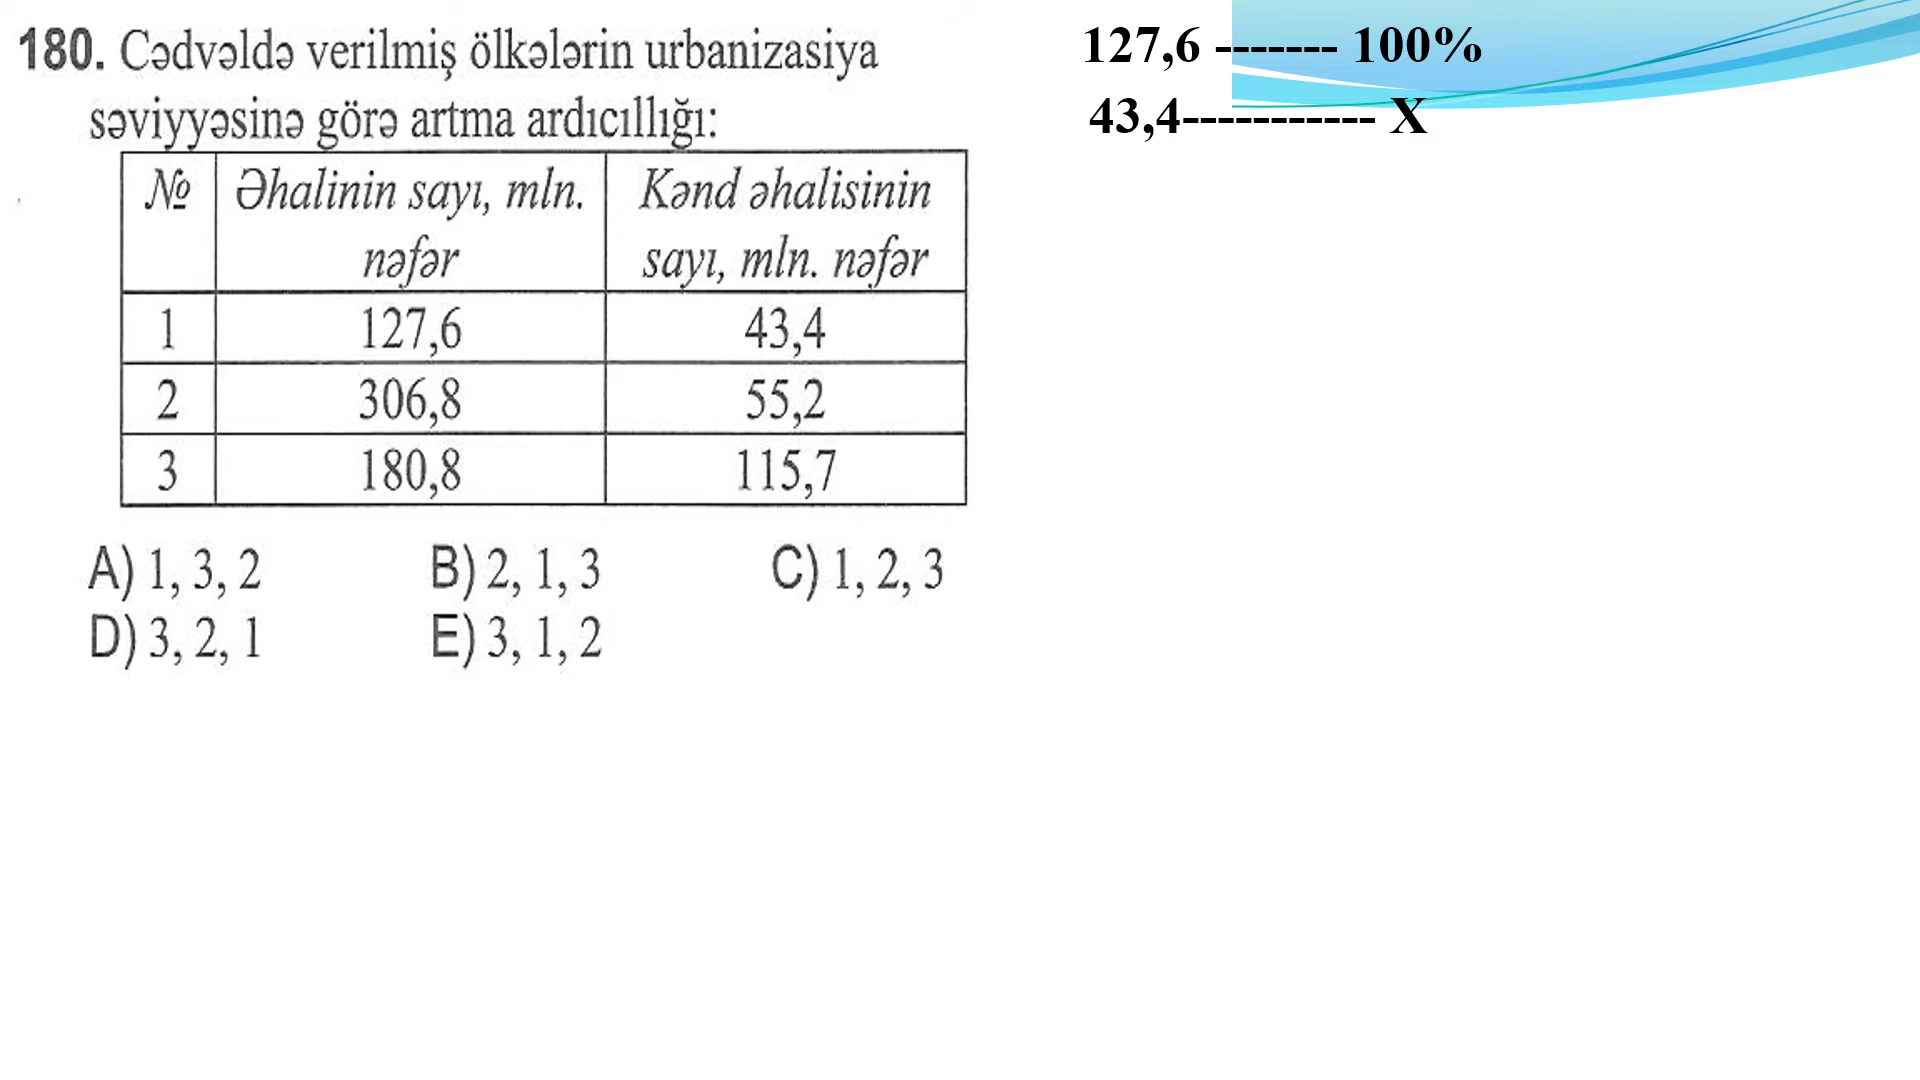 180. Cədvəldə verilmiş ölkələrin urbanizasiya
səviyyəsinə görə artma ardıcıllığı:
№ Əhalinin sayı, mln. nəfər Kənd əhalisinin sayı, mln. nəfər
1 127,6 43,4
2 306,8 55,2
3 180,8 115,7
A) 1, 3, 2 B) 2, 1, 3 C) 1, 2, 3
D) 3, 2, 1 E) 3, 1, 2
127,6 ------- 100%
43,4----------- X